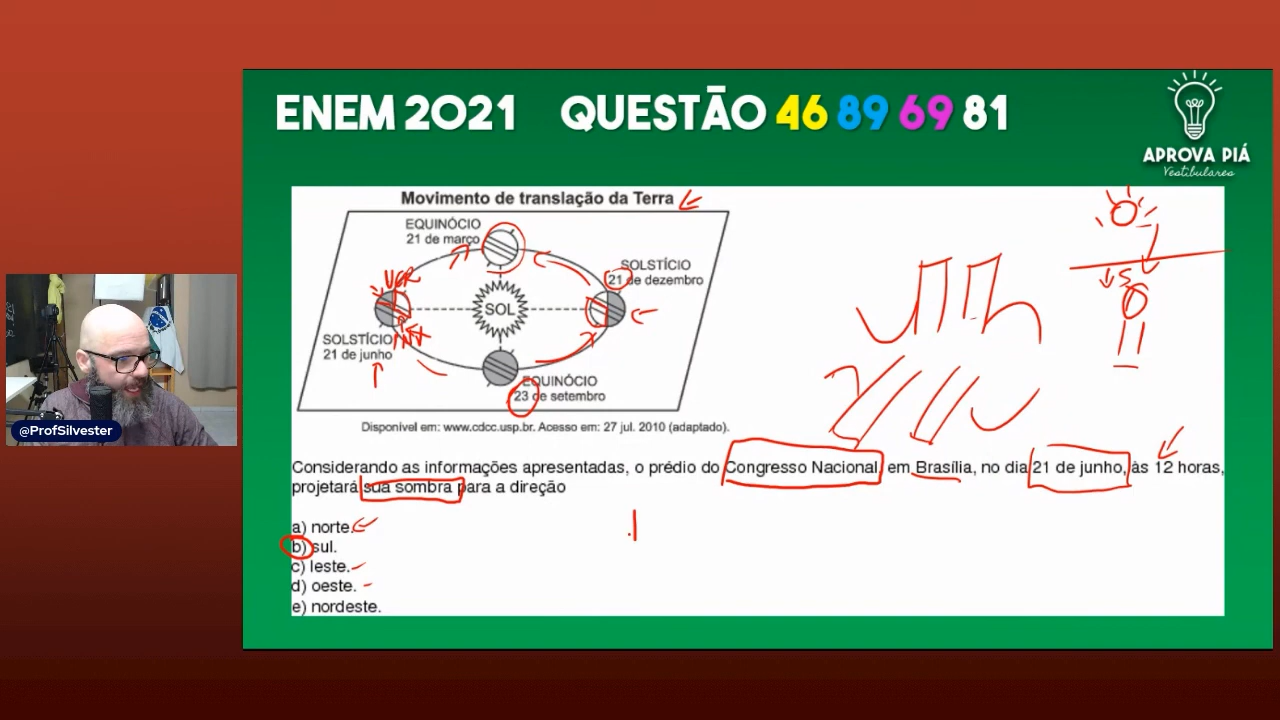 ENEM 2021 QUESTÃO 46 89 69 81
APROVA PIÁ
Vestibulares
Movimento de translação da Terra
EQUINÓCIO
21 de março
SOLSTÍCIO
21 de dezembro
SOL
VER
INV
SOLSTÍCIO
21 de junho
EQUINÓCIO
23 de setembro
S
Disponível em: www.cdcc.usp.br. Acesso em: 27 jul. 2010 (adaptado).
Considerando as informações apresentadas, o prédio do Congresso Nacional, em Brasília, no dia 21 de junho, às 12 horas,
projetará sua sombra para a direção
a) norte.
b) sul.
c) leste.
d) oeste.
e) nordeste.
@ProfSilvester